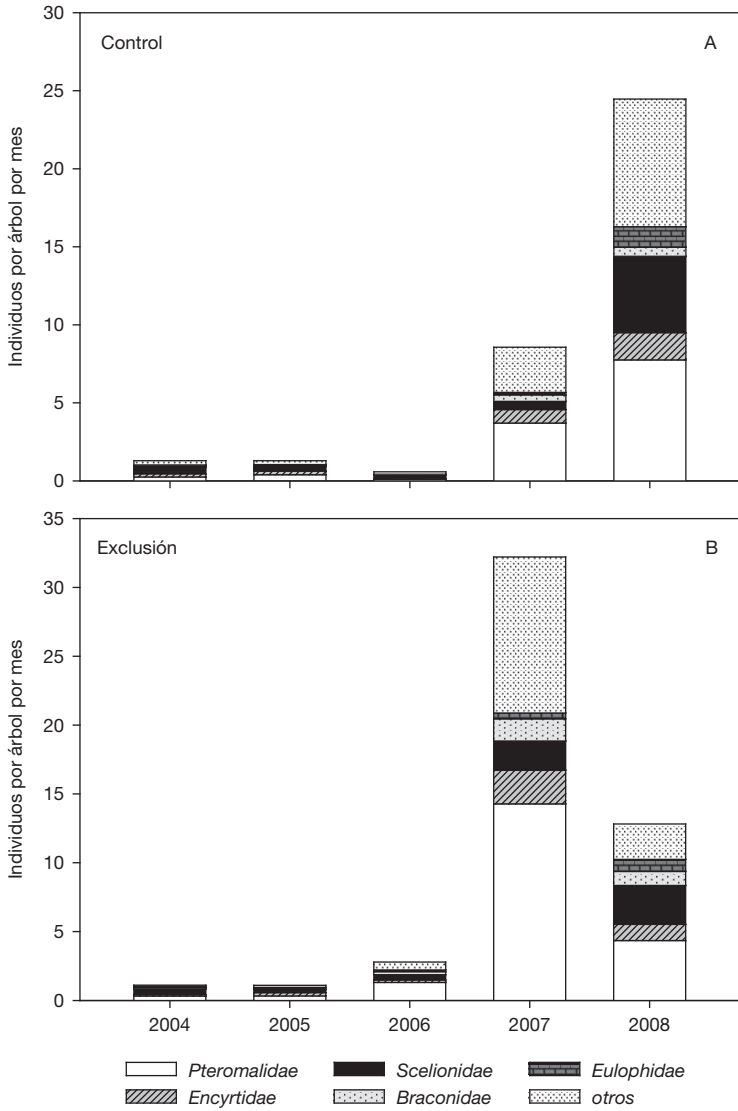 30
Control
A
25
20
15
10
5
0
Individuos por árbol por mes
35
Exclusión
B
30
25
20
15
10
5
0
Individuos por árbol por mes
2004 2005 2006 2007 2008
Pteromalidae Scelionidae Eulophidae
Encyrtidae Braconidae otros